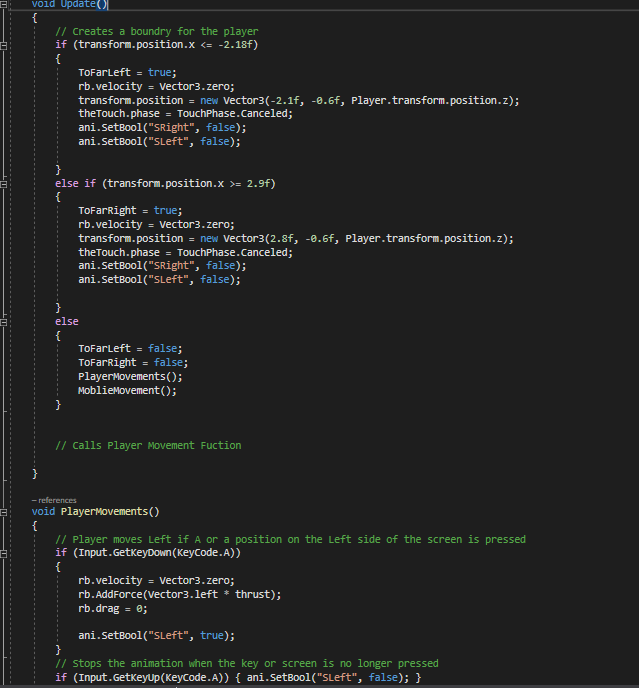 void Update()
{
// Creates a boundry for the player
if (transform.position.x <= -2.18f)
{
ToFarLeft = true;
rb.velocity = Vector3.zero;
transform.position = new Vector3(-2.1f, -0.6f, Player.transform.position.z);
theTouch.phase = TouchPhase.Canceled;
ani.SetBool("SRight", false);
ani.SetBool("SLeft", false);
}
else if (transform.position.x >= 2.9f)
{
ToFarRight = true;
rb.velocity = Vector3.zero;
transform.position = new Vector3(2.8f, -0.6f, Player.transform.position.z);
theTouch.phase = TouchPhase.Canceled;
ani.SetBool("SRight", false);
ani.SetBool("SLeft", false);
}
else
{
ToFarLeft = false;
ToFarRight = false;
PlayerMovements();
MoblieMovement();
}
// Calls Player Movement Fuction
}
– references
void PlayerMovements()
{
// Player moves Left if A or a position on the Left side of the screen is pressed
if (Input.GetKeyDown(KeyCode.A))
{
rb.velocity = Vector3.zero;
rb.AddForce(Vector3.left * thrust);
rb.drag = 0;
ani.SetBool("SLeft", true);
}
// Stops the animation when the key or screen is no longer pressed
if (Input.GetKeyUp(KeyCode.A)) { ani.SetBool("SLeft", false); }